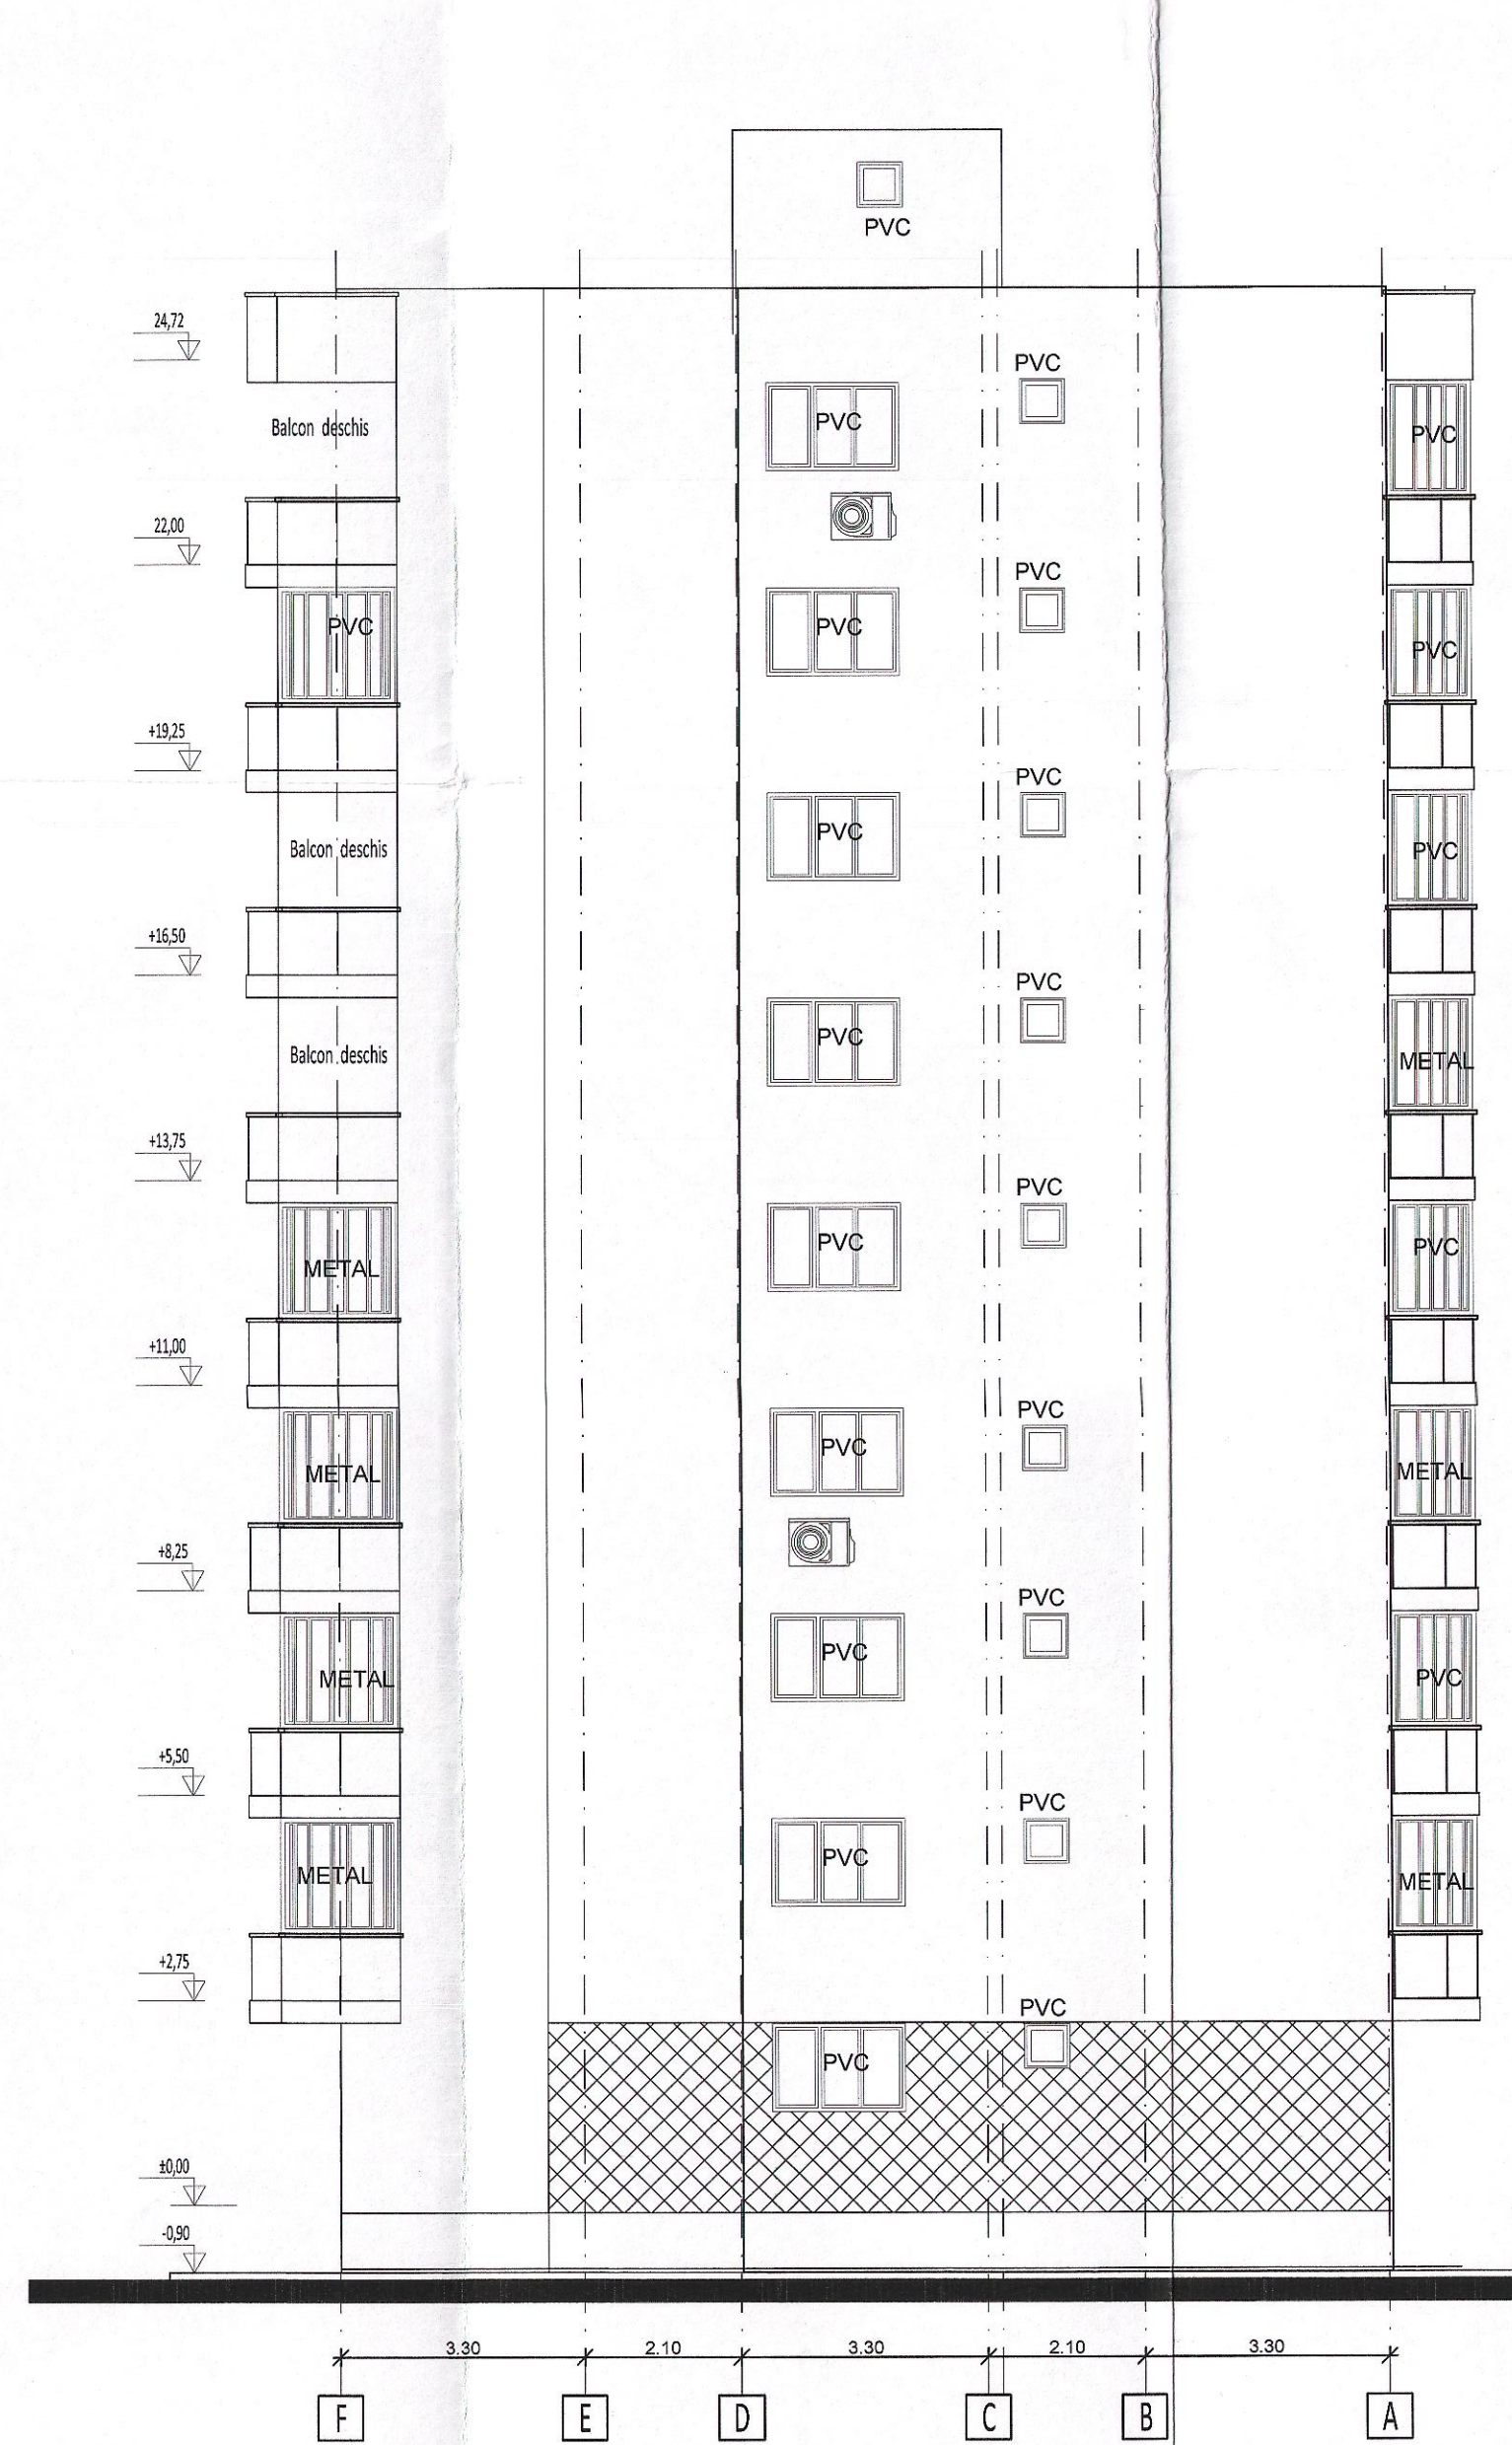 PVC
24,72
PVC
Balcon deschis
PVC
PVC
22,00
PVC
PVC
PVC
PVC
+19,25
PVC
Balcon deschis
PVC
PVC
+16,50
PVC
Balcon deschis
PVC
METAL
+13,75
PVC
METAL
PVC
PVC
+11,00
PVC
METAL
PVC
METAL
+8,25
PVC
METAL
PVC
PVC
+5,50
PVC
METAL
PVC
METAL
+2,75
PVC
PVC
±0,00
-0,90
3.30 2.10 3.30 2.10 3.30
F E D C B A